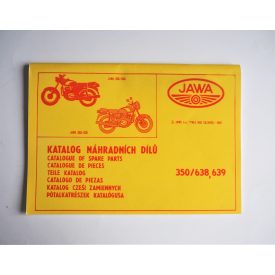 JAWA
KATALOG NÁHRADNÍCH DÍLŮ
CATALOGUE OF SPARE PARTS
CATALOGUE DE PIECES
TEILE KATALOG
CATALOGO DE PIEZAS
KATALOG CZEŚCI ZAMIENNYCH
PÓTALKATRÉSZEK KATALÓGUSA
350/638, 639